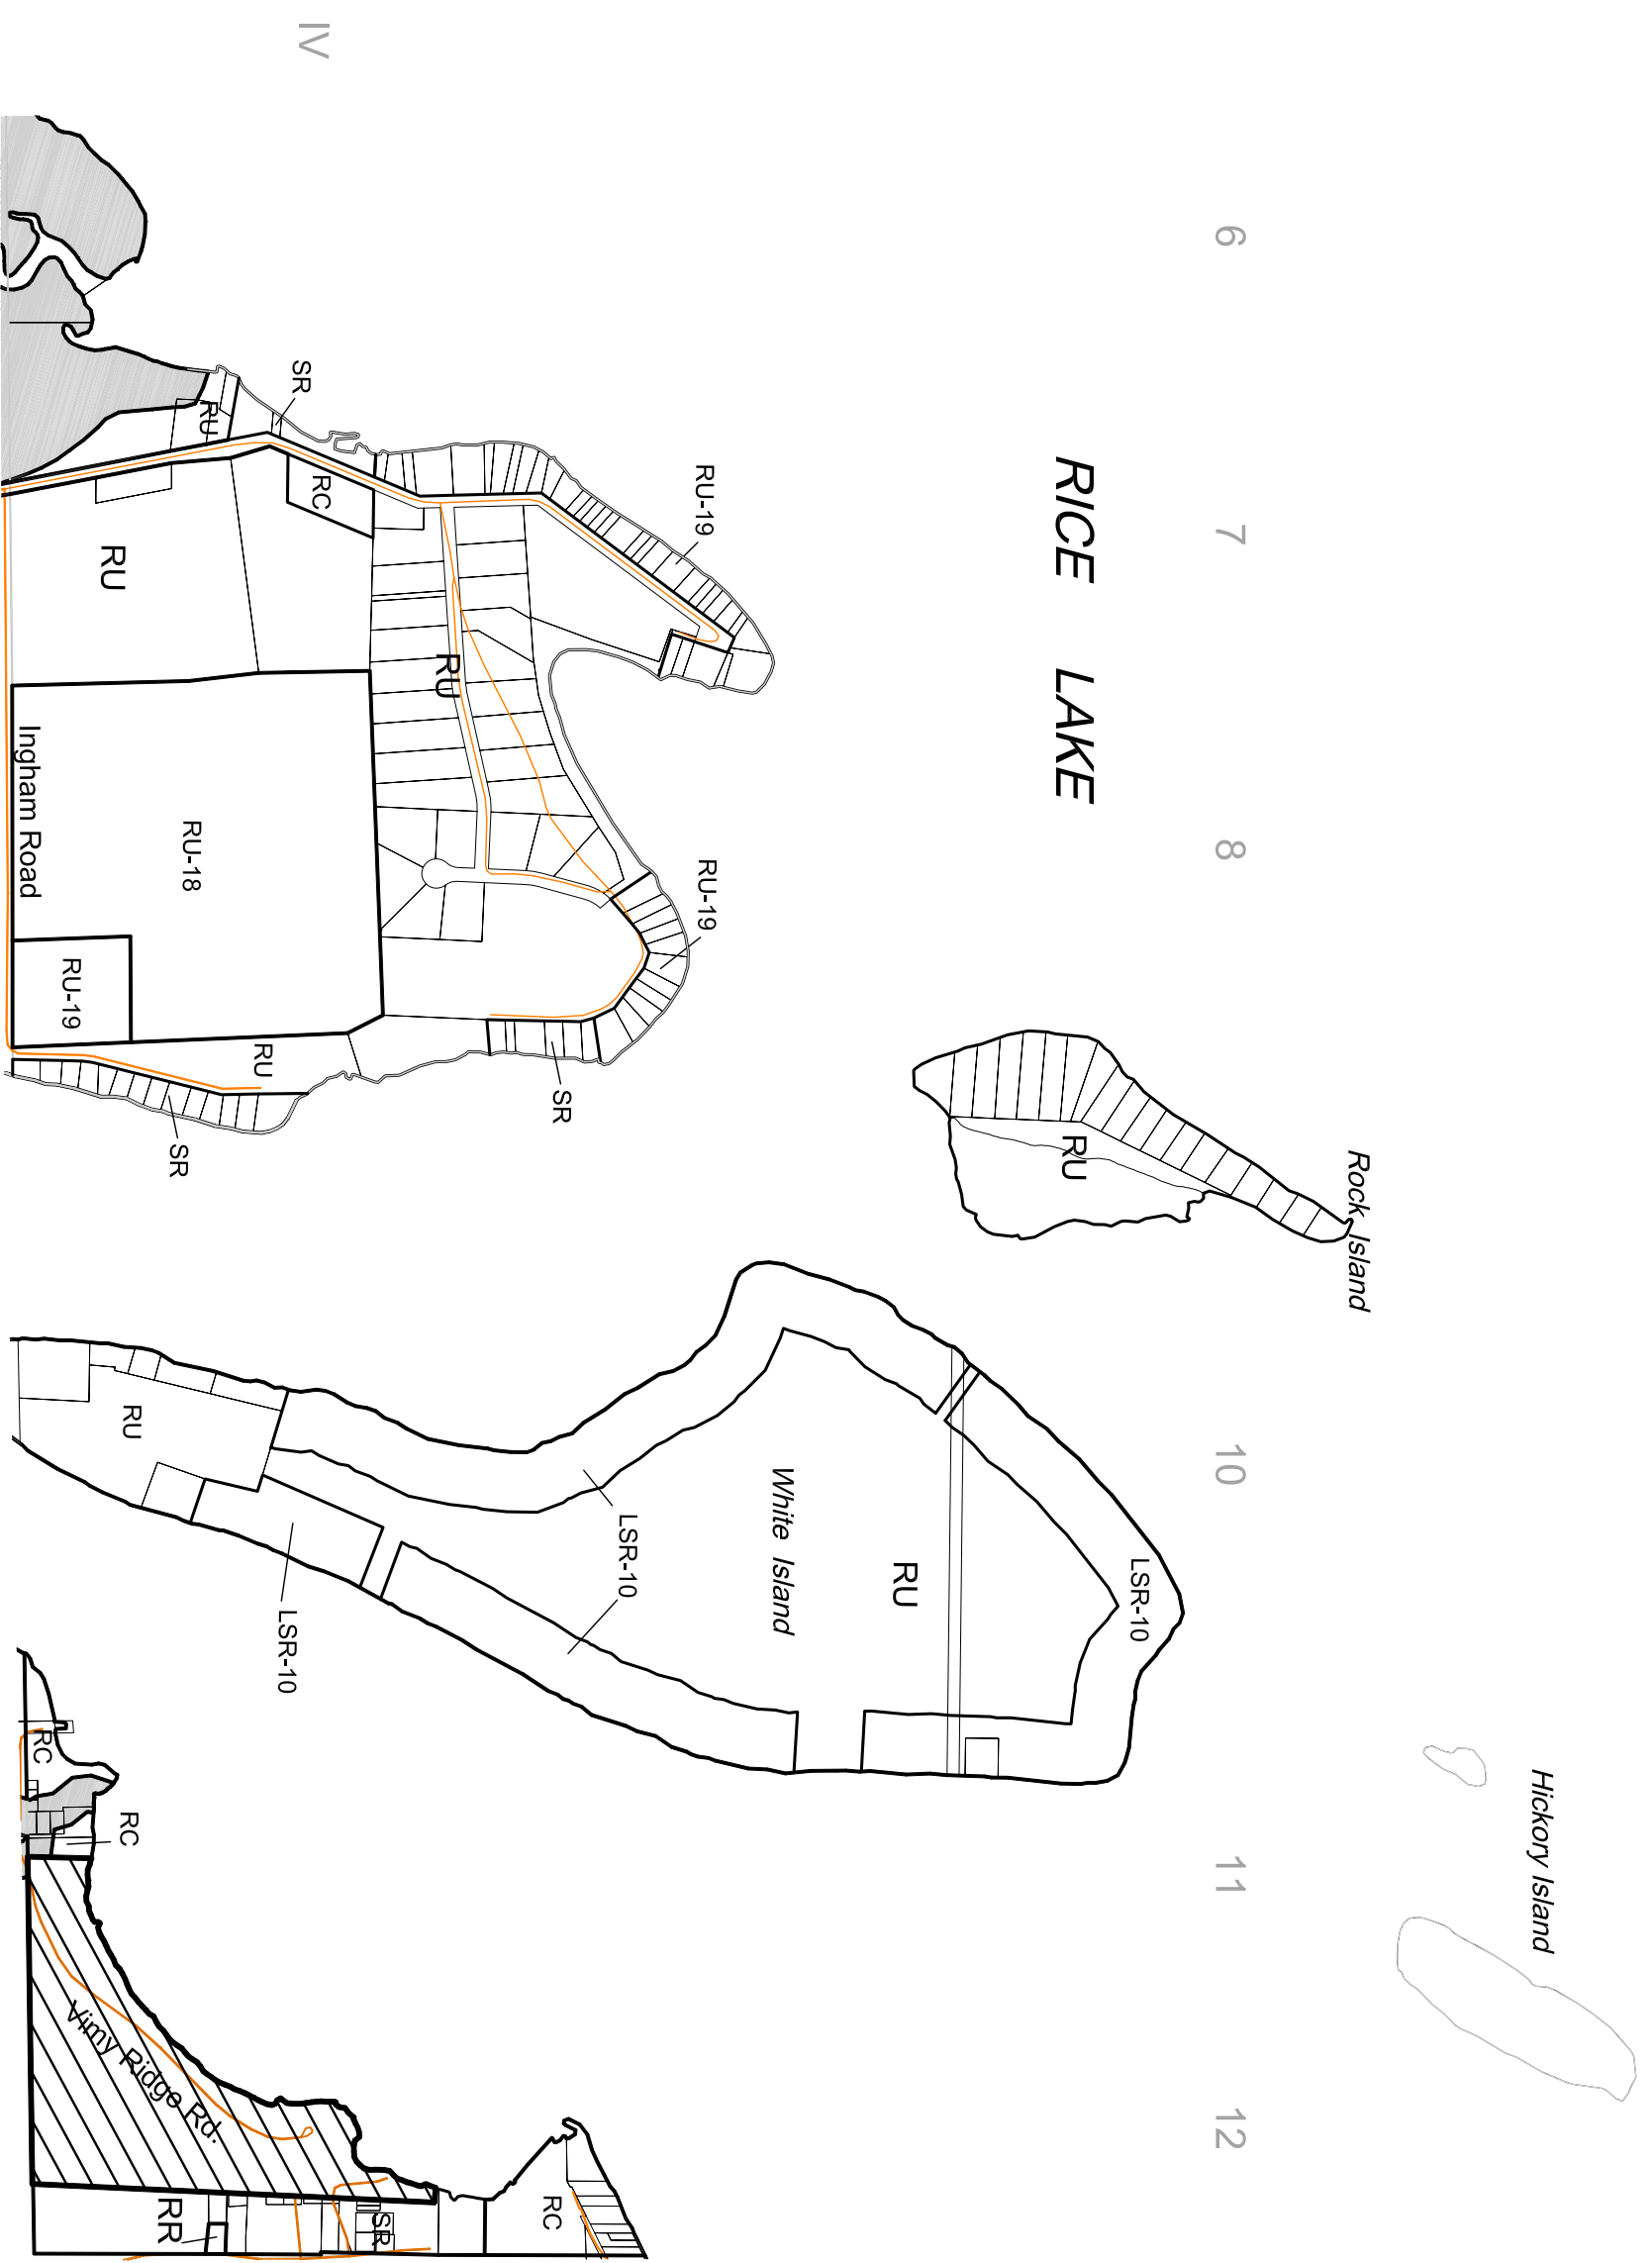 IV
6
7
8
10
11
12
RICE LAKE
Rock Island
Hickory Island
White Island
SR
RU
RC
RU-19
RU
RU
RU-19
Ingham Road
RU-18
RU-19
RU
SR
SR
RU
RU
LSR-10
LSR-10
RU
LSR-10
RC
RC
Vimy Ridge Rd.
RR
SR
RC